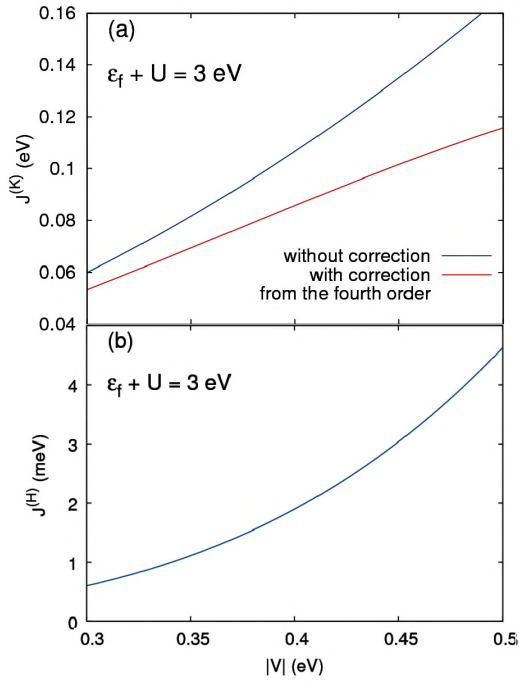 (a)
εf + U = 3 eV
0.16
0.14
0.12
0.1
0.08
0.06
0.04
J(K) (eV)
without correction
with correction
from the fourth order
(b)
εf + U = 3 eV
4
3
2
1
0
J(H) (meV)
0.3 0.35 0.4 0.45 0.5
|V| (eV)